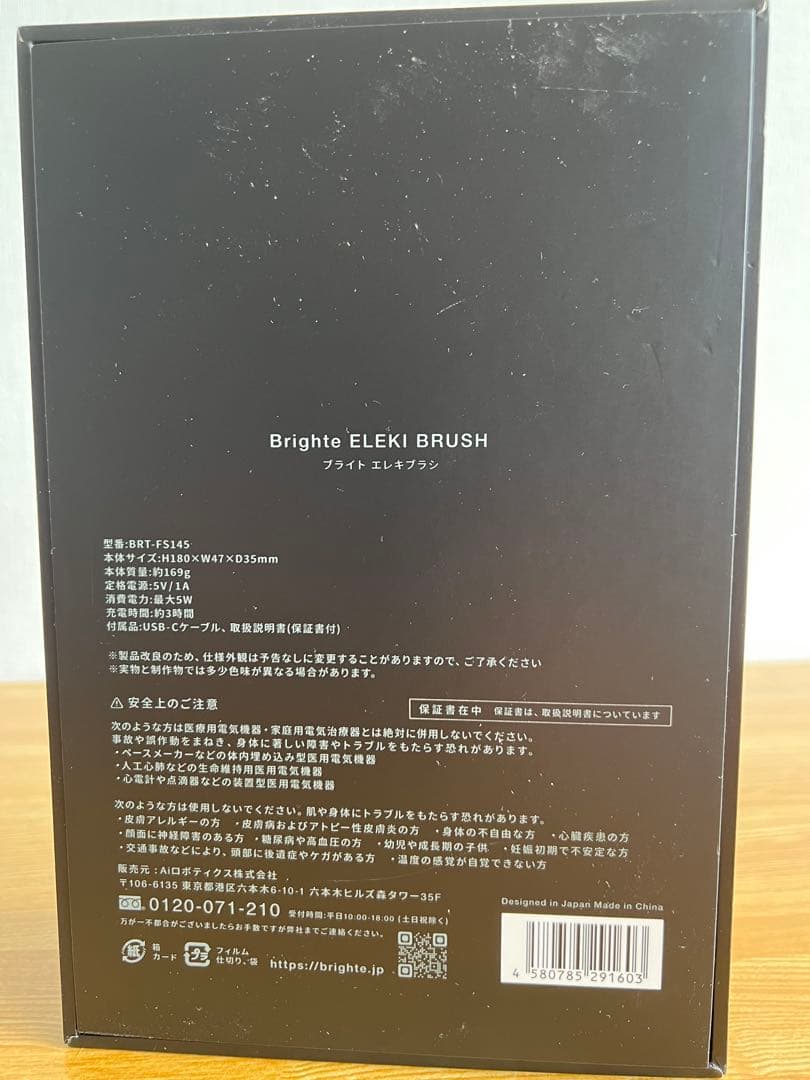 Brighte ELEKI BRUSH
ブライト エレキブラシ
型番:BRT-FS145
本体サイズ:H180×W47×D35mm
本体質量:約169g
定格電源:5V/1A
消費電力:最大5W
充電時間:約3時間
付属品:USB-Cケーブル、取扱説明書(保証書付)
※製品改良のため、仕様外観は予告なしに変更することがありますので、ご了承ください
※実物と制作物では多少色味が異なる場合があります。
⚠ 安全上のご注意
保証書在中 保証書は、取扱説明書についています
次のような方は医療用電気機器・家庭用電気治療器とは絶対に併用しないでください。
事故や誤作動をまねき、身体に著しい障害やトラブルをもたらす恐れがあります。
・ペースメーカーなどの体内埋め込み型医用電気機器
・人工心肺などの生命維持用医用電気機器
・心電計や点滴器などの装着型医用電気機器
次のような方は使用しないでください。肌や身体にトラブルをもたらす恐れがあります。
・皮膚アレルギーの方 ・皮膚病およびアトピー性皮膚炎の方 ・身体の不自由な方 ・心臓疾患の方
・顔面に神経障害のある方 ・糖尿病や高血圧の方 ・幼児や成長期の子供 ・妊娠初期で不安定な方
・交通事故などにより、頭部に後遺症やケガがある方 ・温度の感覚が自覚できない方
販売元:Aiロボティクス株式会社
〒106-6135 東京都港区六本木6-10-1 六本木ヒルズ森タワー35F
0120-071-210 受付時間:平日10:00-18:00 (土日祝除く)
万が一不都合がございましたらお手数ですが弊社までご連絡ください。
紙 箱 カード プラ フィルム 仕切り、袋 https://brighte.jp
Designed in Japan Made in China
4 580785 291603